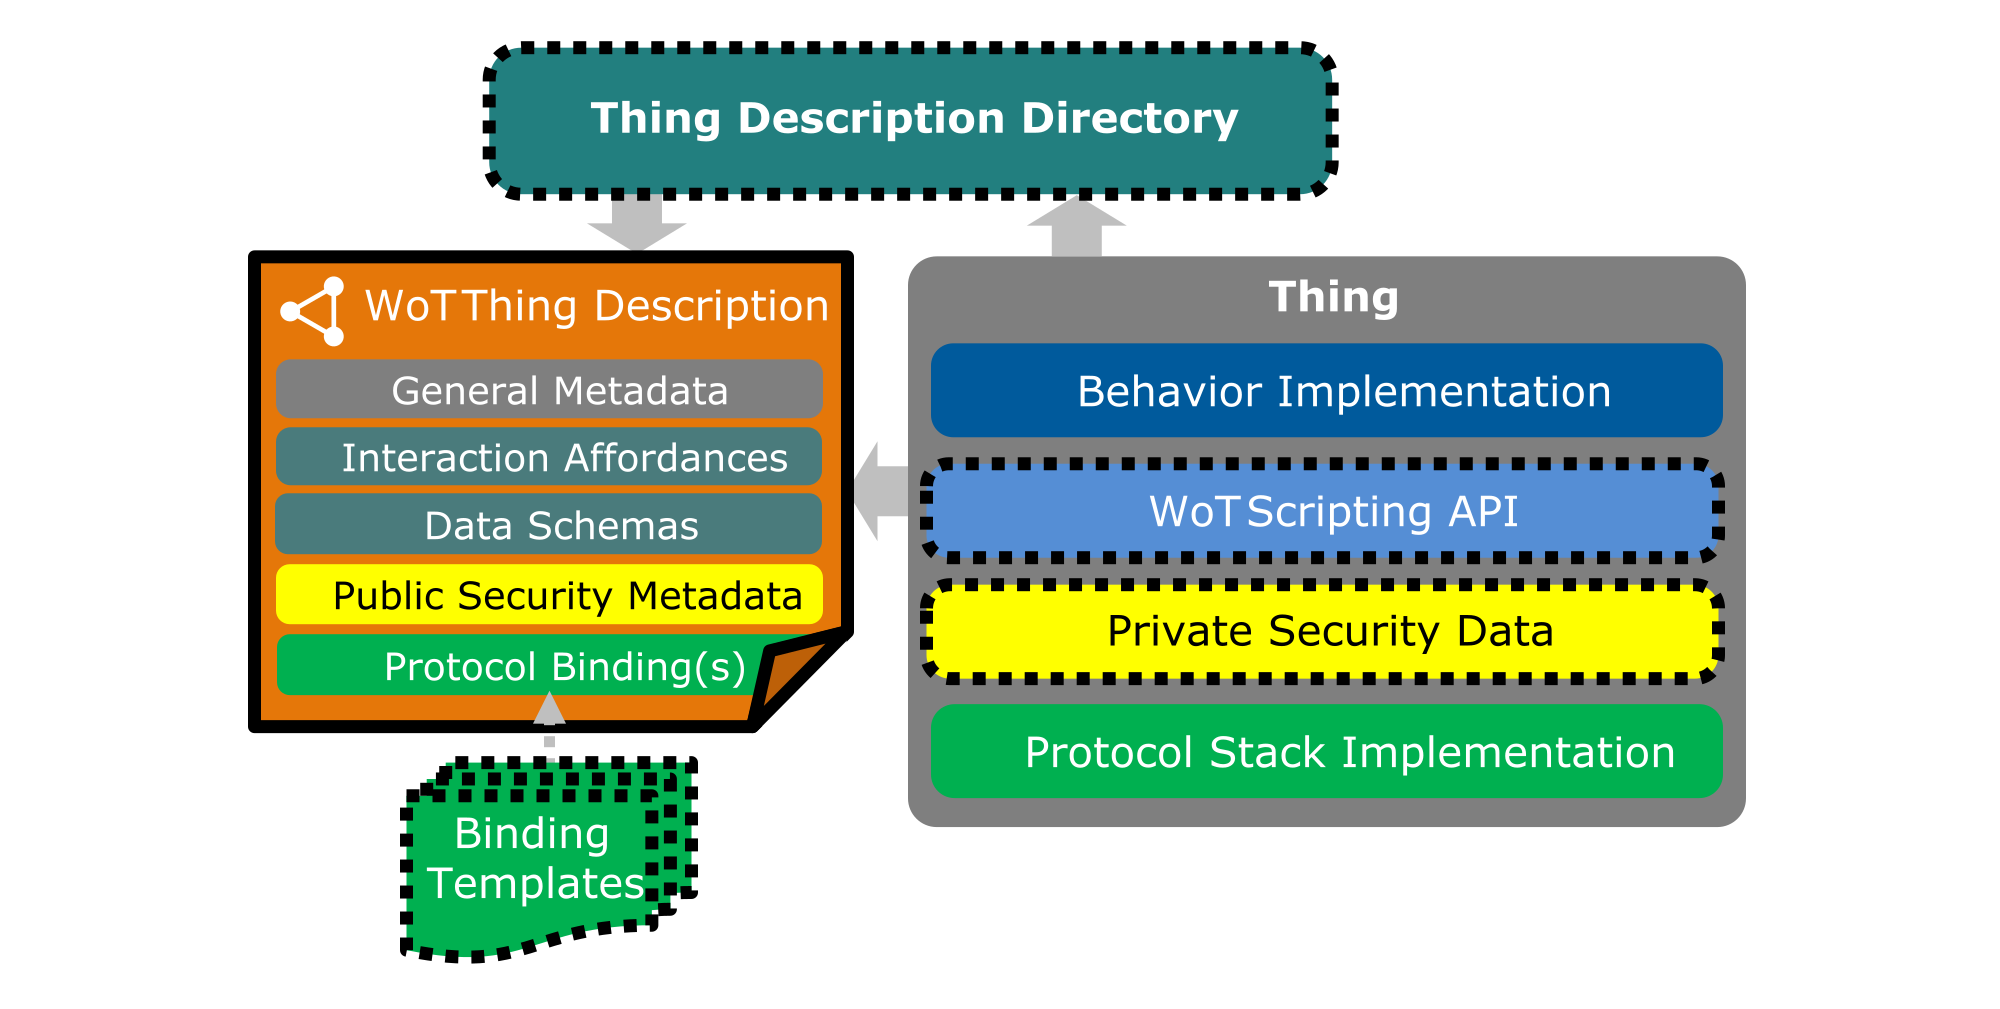 Thing Description Directory
WoT Thing Description
General Metadata
Interaction Affordances
Data Schemas
Public Security Metadata
Protocol Binding(s)
Binding
Templates
Thing
Behavior Implementation
WoT Scripting API
Private Security Data
Protocol Stack Implementation